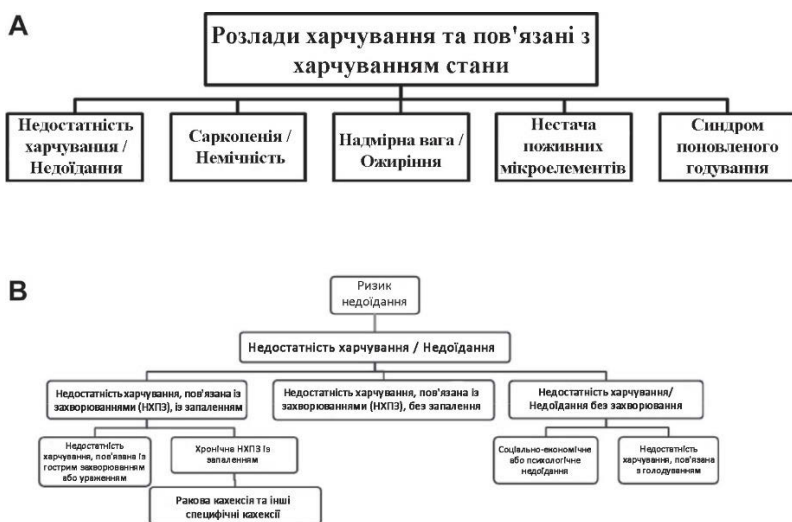 A
Розлади харчування та пов'язані з
харчуванням стани
Недостатність
харчування /
Недоїдання
Саркопенія /
Немічність
Надмірна вага /
Ожиріння
Нестача
поживних
мікроелементів
Синдром
поновленого
годування
B
Ризик
недоїдання
Недостатність харчування / Недоїдання
Недостатність харчування, пов'язана із
захворюваннями (НХПЗ), із запаленням
Недостатність харчування, пов'язана із
захворюваннями (НХПЗ), без запалення
Недостатність харчування/
Недоїдання без захворювання
Недостатність
харчування, пов'язана із
гострим захворюванням
або ураженням
Хронічне НХПЗ із
запаленням
Соціально-економічне
або психологічне
недоїдання
Недостатність
харчування, пов'язана
з голодуванням
Ракова кахексія та інші
специфічні кахексії